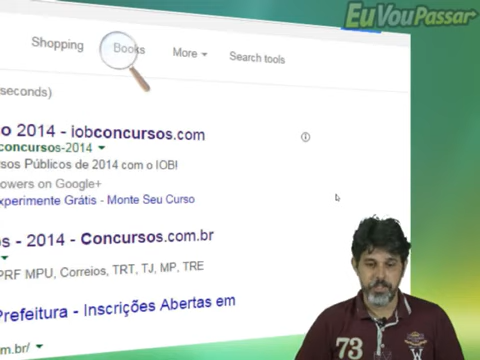 EuVouPassar
Shopping Books More Search tools
seconds)
o 2014 - iobconcursos.com
concursos-2014
sos Públicos de 2014 com o IOB!
owers on Google+
xperimente Grátis - Monte Seu Curso
s - 2014 - Concursos.com.br
PRF MPU, Correios, TRT, TJ, MP, TRE
Prefeitura - Inscrições Abertas em
m.br/
73